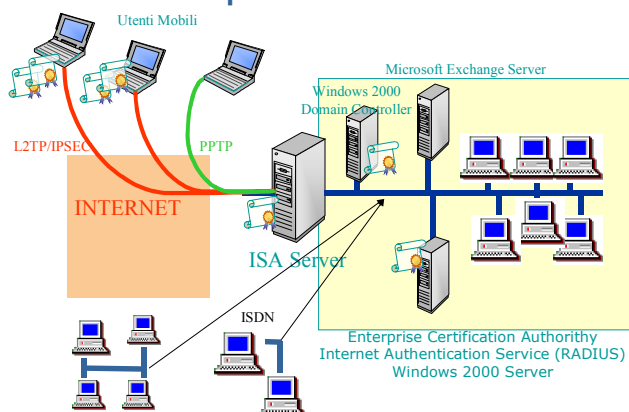 Utenti Mobili
Microsoft Exchange Server
Windows 2000
Domain Controller
L2TP/IPSEC
PPTP
INTERNET
ISA Server
ISDN
Enterprise Certification Authorithy
Internet Authentication Service (RADIUS)
Windows 2000 Server